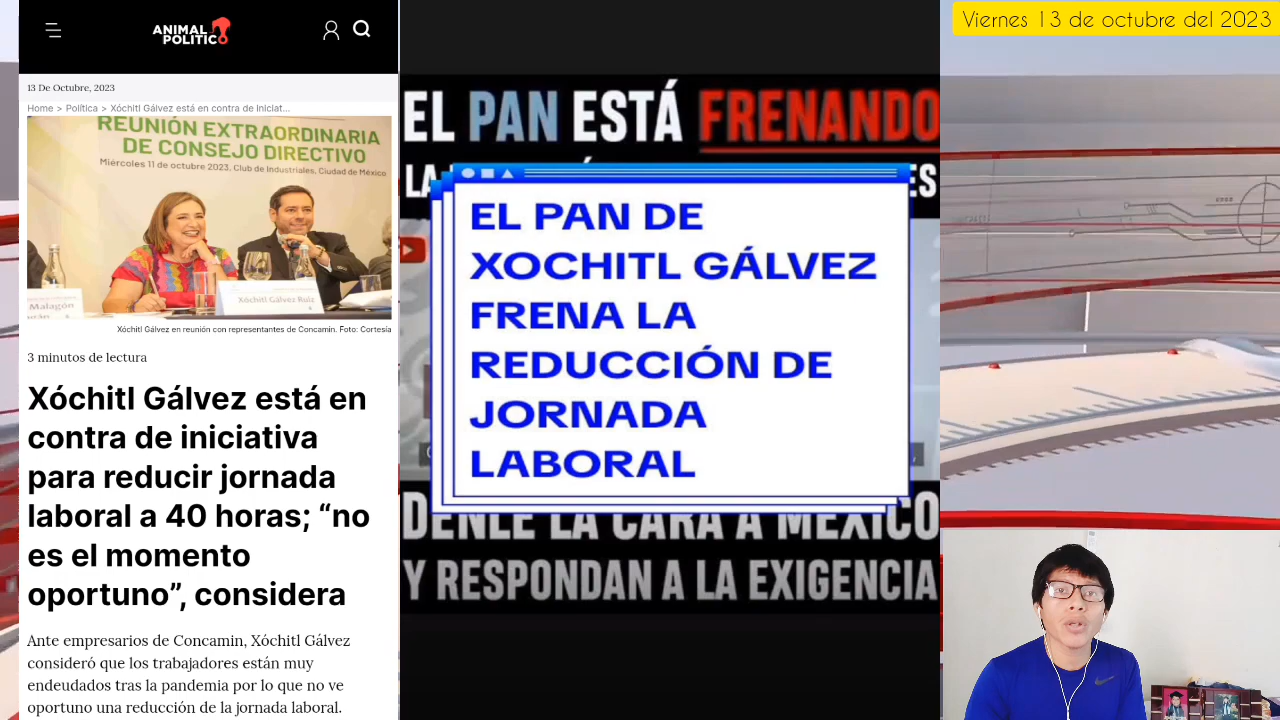 Viernes 13 de octubre del 2023
ANIMAL
POLITICO
13 De Octubre, 2023
Home > Política > Xóchitl Gálvez está en contra de iniciat...
REUNIÓN EXTRAORDINARIA
DE CONSEJO DIRECTIVO
Miércoles 11 de octubre 2023, Club de Industriales, Ciudad de México
Malagón
Xóchitl Gálvez Ruiz
Xóchitl Gálvez en reunión con representantes de Concamin. Foto: Cortesía
3 minutos de lectura
Xóchitl Gálvez está en
contra de iniciativa
para reducir jornada
laboral a 40 horas; “no
es el momento
oportuno”, considera
Ante empresarios de Concamin, Xóchitl Gálvez
consideró que los trabajadores están muy
endeudados tras la pandemia por lo que no ve
oportuno una reducción de la jornada laboral.
EL PAN ESTÁ FRENANDO
EL PAN DE
XOCHITL GÁLVEZ
FRENA LA
REDUCCIÓN DE
JORNADA
LABORAL
DENLE LA CARA A MÉXICO
Y RESPONDAN A LA EXIGENCIA